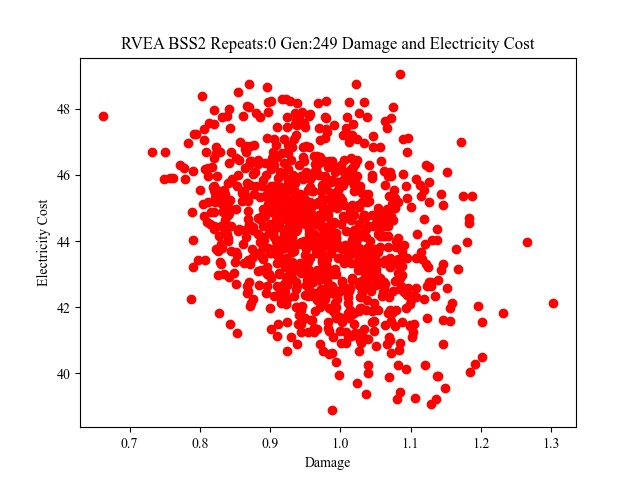 RVEA BSS2 Repeats:0 Gen:249 Damage and Electricity Cost
48
46
44
42
40
Electricity Cost
0.7 0.8 0.9 1.0 1.1 1.2 1.3
Damage